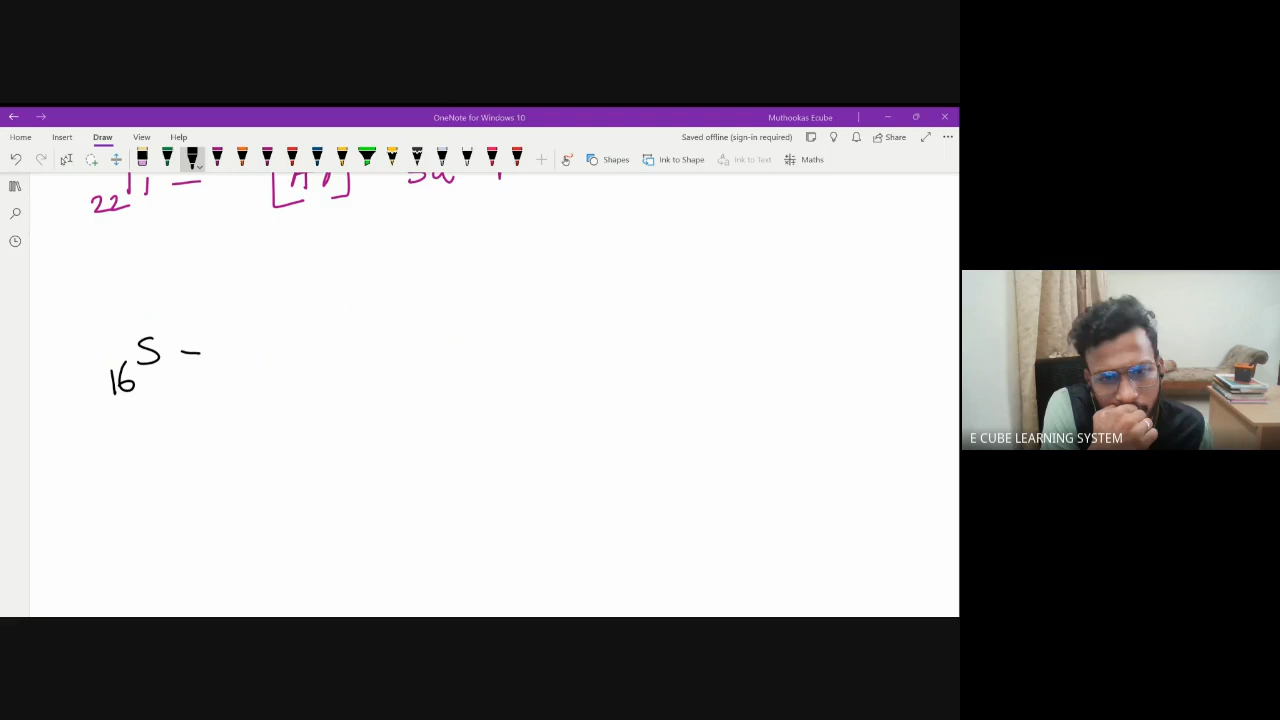 OneNote for Windows 10
Muthookas Ecube
Home Insert Draw View Help
Saved offline (sign-in required) Share
Shapes Ink to Shape Ink to Text Maths
22
16 S –
E CUBE LEARNING SYSTEM